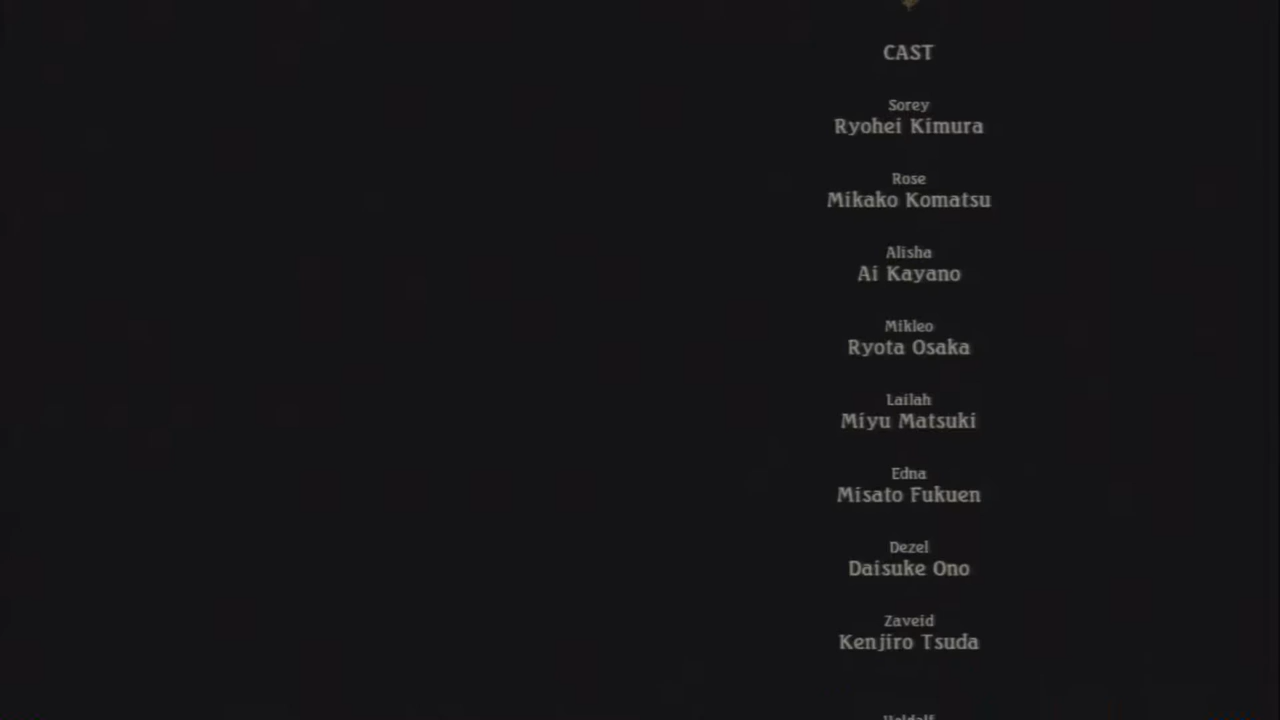 CAST
Sorey
Ryohei Kimura
Rose
Mikako Komatsu
Alisha
Ai Kayano
Mikleo
Ryota Osaka
Lailah
Miyu Matsuki
Edna
Misato Fukuen
Dezel
Daisuke Ono
Zaveid
Kenjiro Tsuda